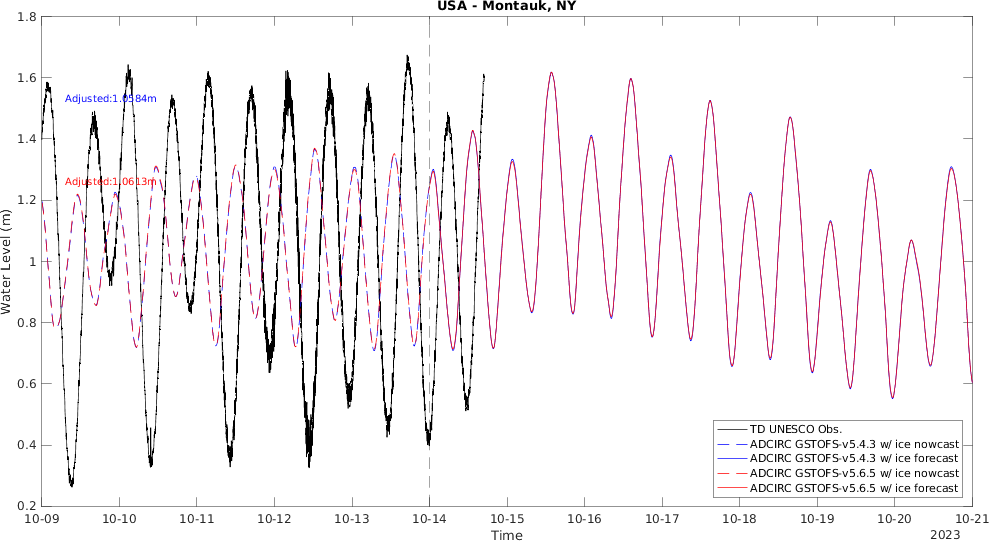 USA - Montauk, NY
1.8
1.6
1.4
1.2
1
0.8
0.6
0.4
0.2
Water Level (m)
Adjusted:1.0584m
Adjusted:1.0613m
TD UNESCO Obs.
ADCIRC GSTOFS-v5.4.3 w/ ice nowcast
ADCIRC GSTOFS-v5.4.3 w/ ice forecast
ADCIRC GSTOFS-v5.6.5 w/ ice nowcast
ADCIRC GSTOFS-v5.6.5 w/ ice forecast
10-09 10-10 10-11 10-12 10-13 10-14 10-15 10-16 10-17 10-18 10-19 10-20 10-21
Time
2023